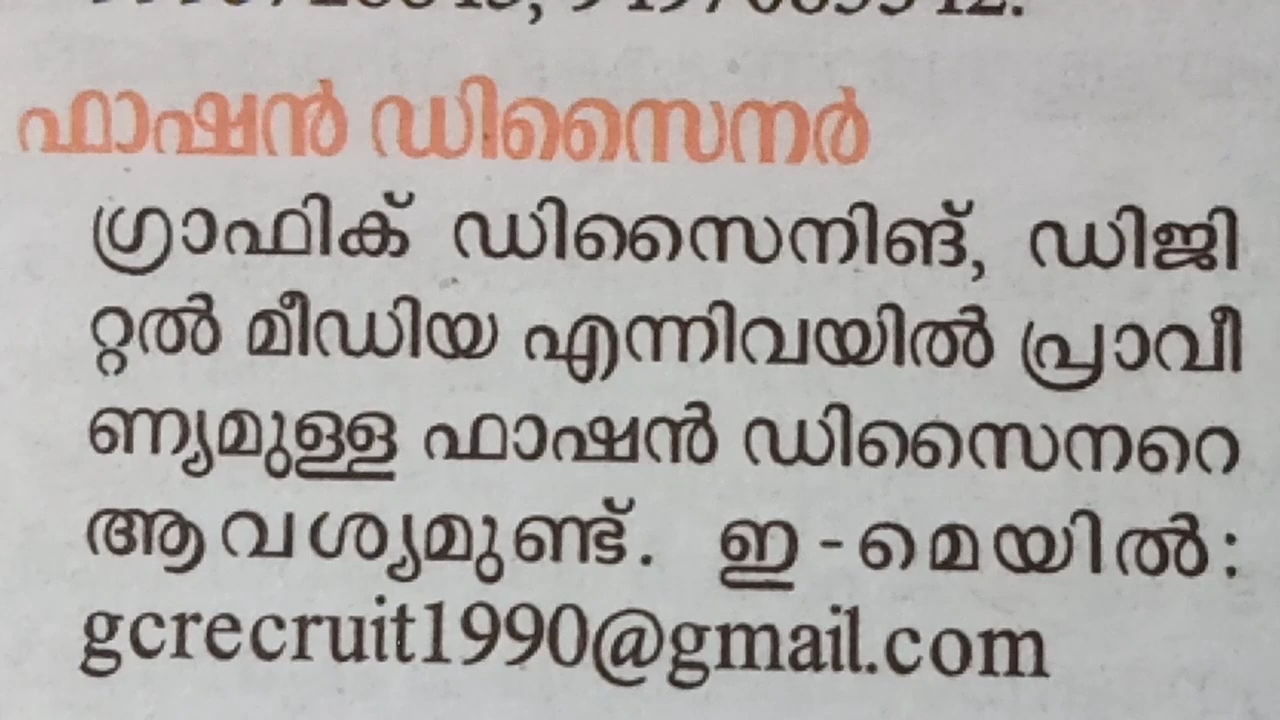 ഫാഷൻ ഡിസൈനർ
ഗ്രാഫിക് ഡിസൈനിങ്, ഡിജി
റ്റൽ മീഡിയ എന്നിവയിൽ പ്രാവീ
ണ്യമുള്ള ഫാഷൻ ഡിസൈനറെ
ആവശ്യമുണ്ട്. ഇ-മെയിൽ:
gcrecruit1990@gmail.com